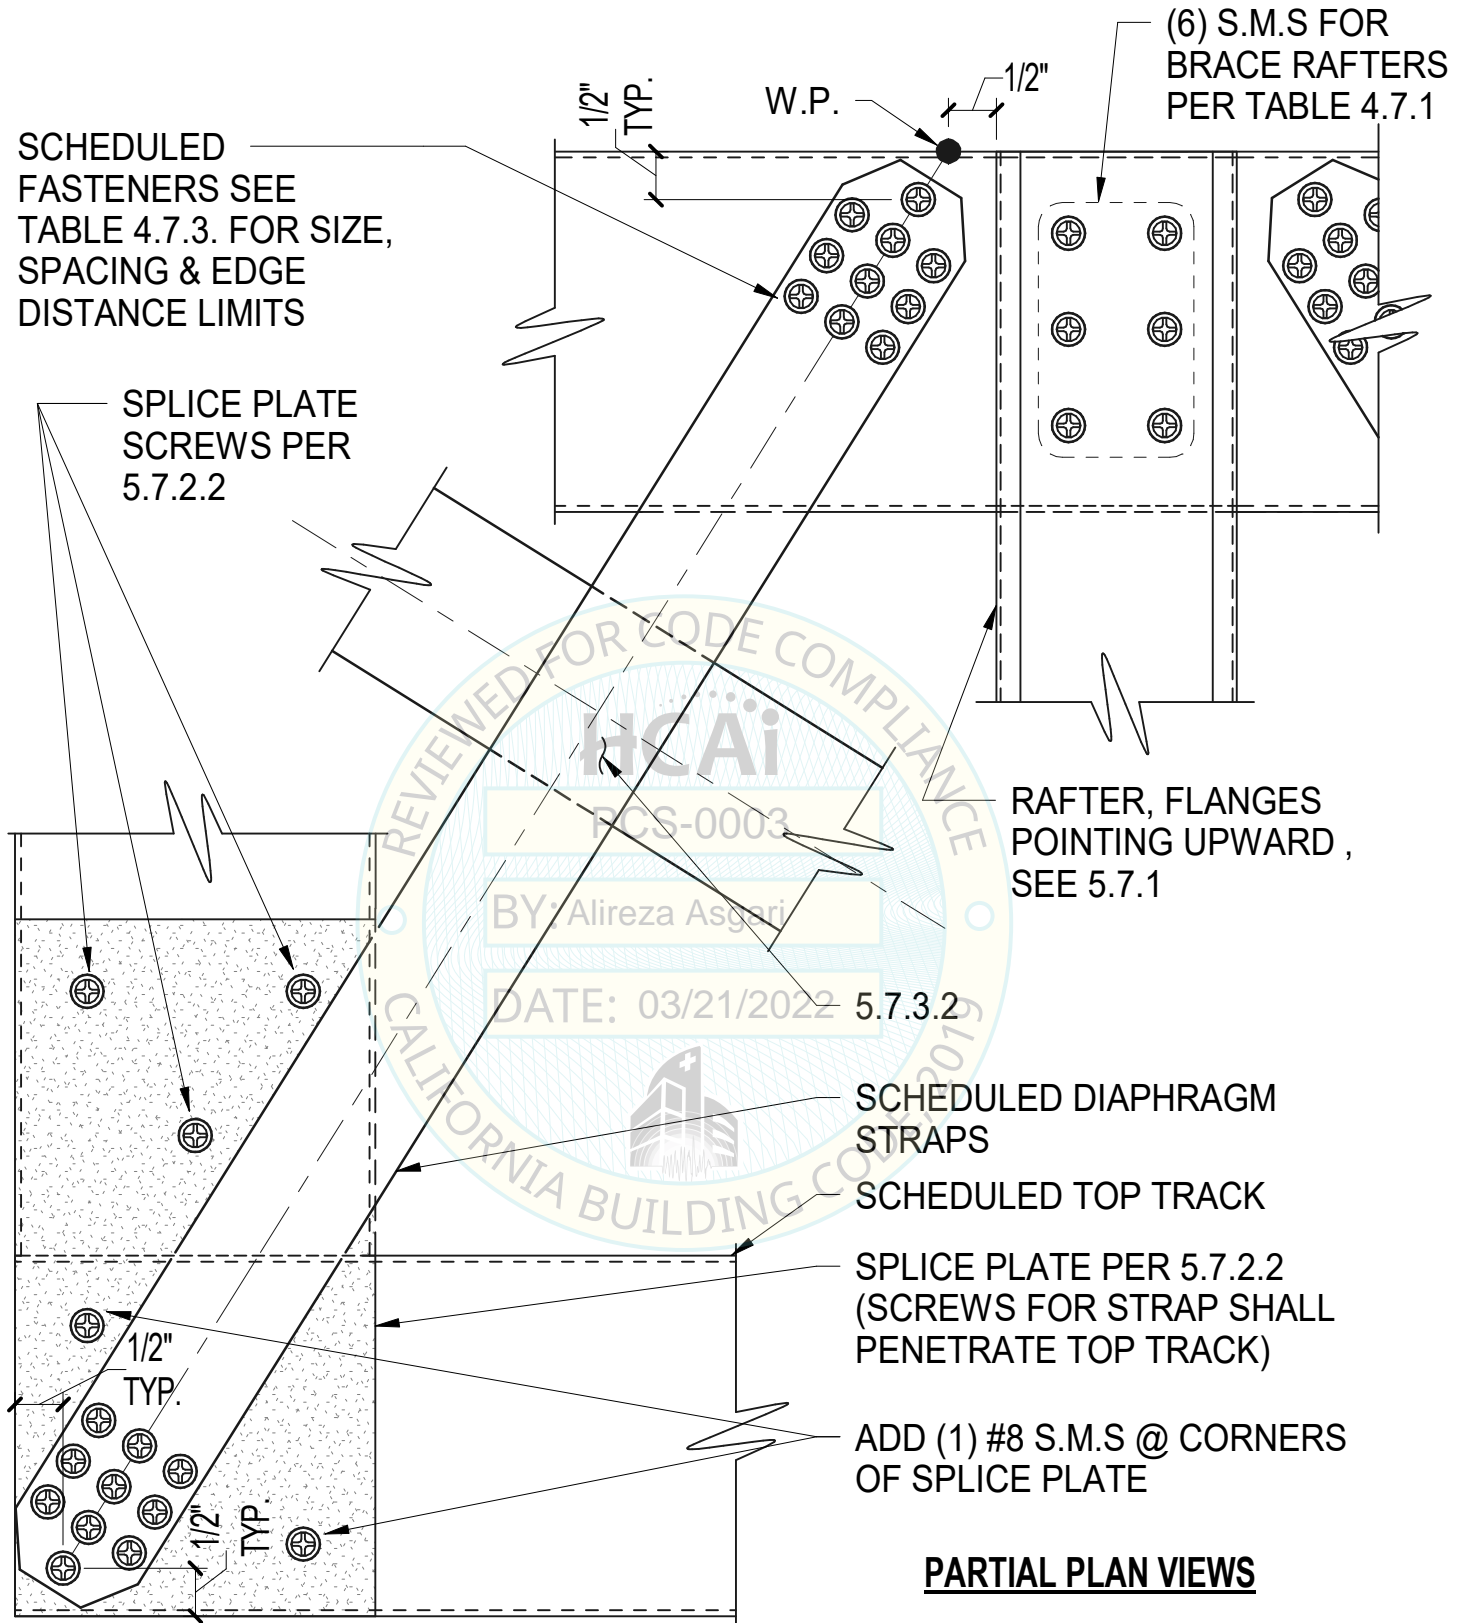 (6) S.M.S FOR
BRACE RAFTERS
PER TABLE 4.7.1
1/2"
W.P.
1/2"
TYP.
SCHEDULED
FASTENERS SEE
TABLE 4.7.3. FOR SIZE,
SPACING & EDGE
DISTANCE LIMITS
SPLICE PLATE
SCREWS PER
5.7.2.2
RAFTER, FLANGES
POINTING UPWARD ,
SEE 5.7.1
REVIEWED FOR CODE COMPLIANCE
HCAi
PCS-0003
BY: Alireza Asgari
DATE: 03/21/2022
CALIFORNIA BUILDING CODE 2019
5.7.3.2
SCHEDULED DIAPHRAGM
STRAPS
SCHEDULED TOP TRACK
SPLICE PLATE PER 5.7.2.2
(SCREWS FOR STRAP SHALL
PENETRATE TOP TRACK)
1/2"
TYP.
ADD (1) #8 S.M.S @ CORNERS
OF SPLICE PLATE
1/2"
TYP.
PARTIAL PLAN VIEWS